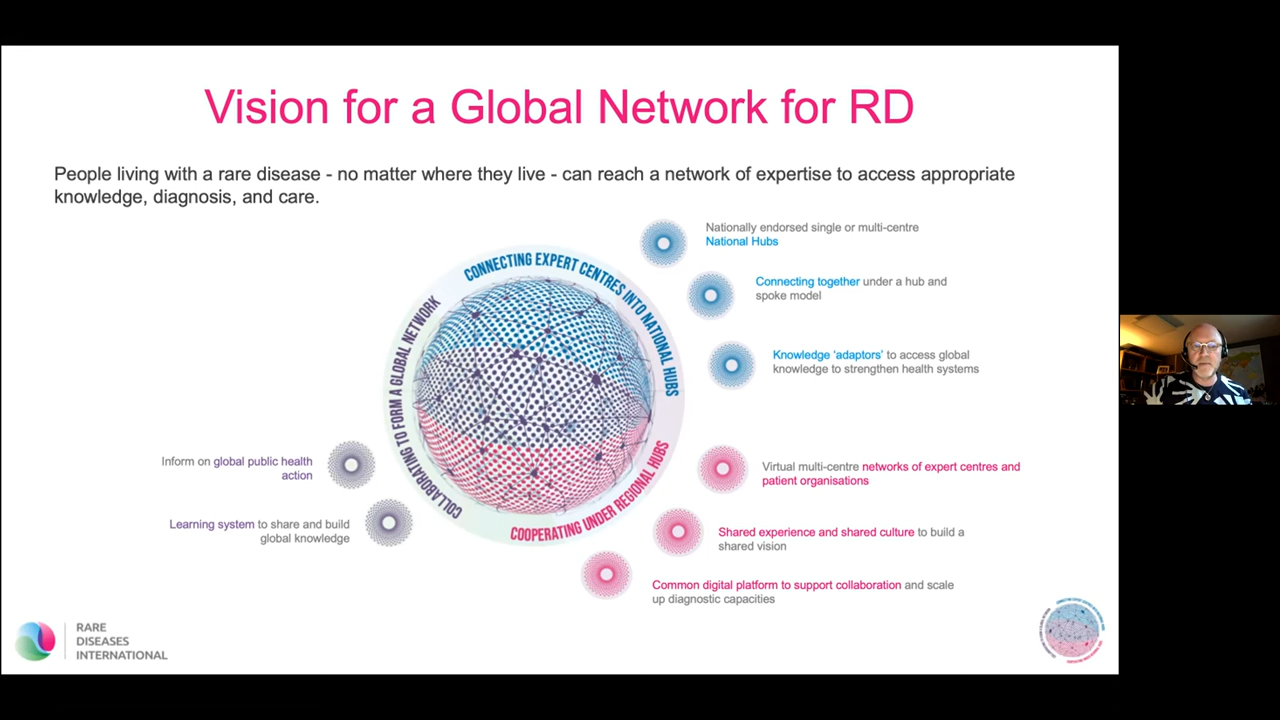 Vision for a Global Network for RD
People living with a rare disease - no matter where they live - can reach a network of expertise to access appropriate
knowledge, diagnosis, and care.
CONNECTING EXPERT CENTRES INTO NATIONAL HUBS
Nationally endorsed single or multi-centre
National Hubs
Connecting together under a hub and
spoke model
Knowledge ‘adaptors’ to access global
knowledge to strengthen health systems
COOPERATING UNDER REGIONAL HUBS
Virtual multi-centre networks of expert centres and
patient organisations
Shared experience and shared culture to build a
shared vision
Common digital platform to support collaboration and scale
up diagnostic capacities
COLLABORATING TO FORM A GLOBAL NETWORK
Inform on global public health
action
Learning system to share and build
global knowledge
RARE
DISEASES
INTERNATIONAL